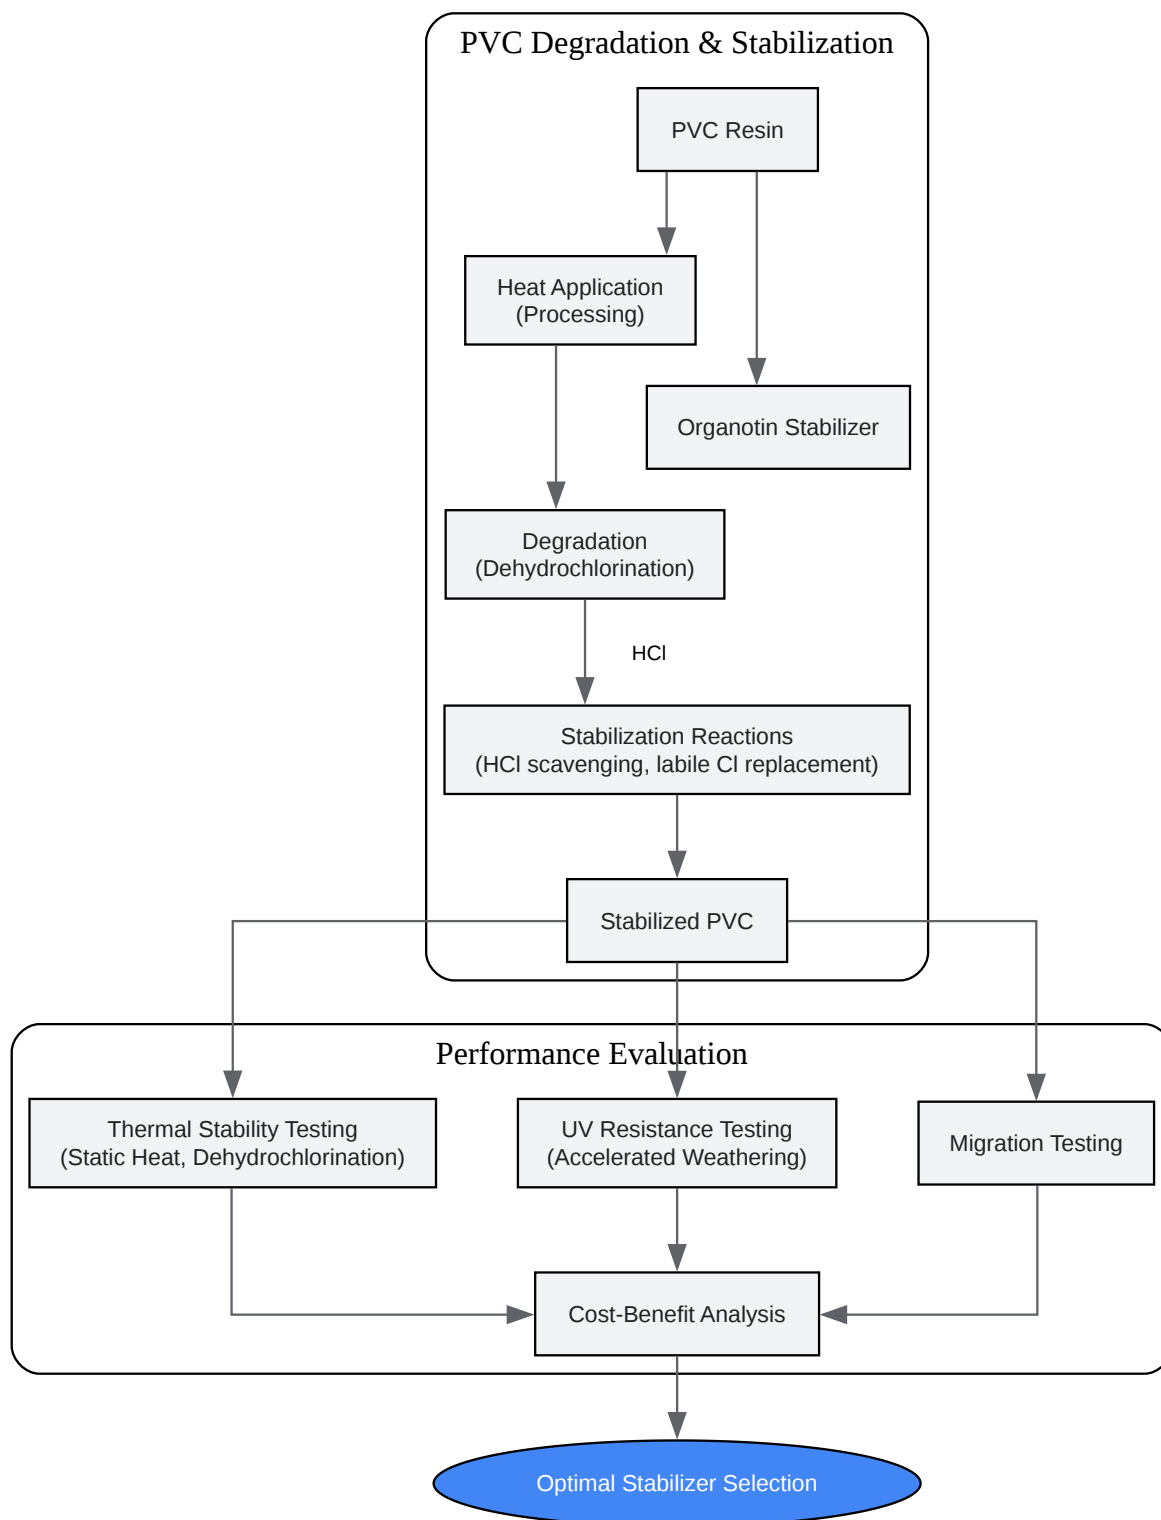 PVC Degradation & Stabilization
PVC Resin
Heat Application
(Processing)
Organotin Stabilizer
Degradation
(Dehydrochlorination)
HCl
Stabilization Reactions
(HCl scavenging, labile Cl replacement)
Stabilized PVC
Performance Evaluation
Thermal Stability Testing
(Static Heat, Dehydrochlorination)
UV Resistance Testing
(Accelerated Weathering)
Migration Testing
Cost-Benefit Analysis
Optimal Stabilizer Selection